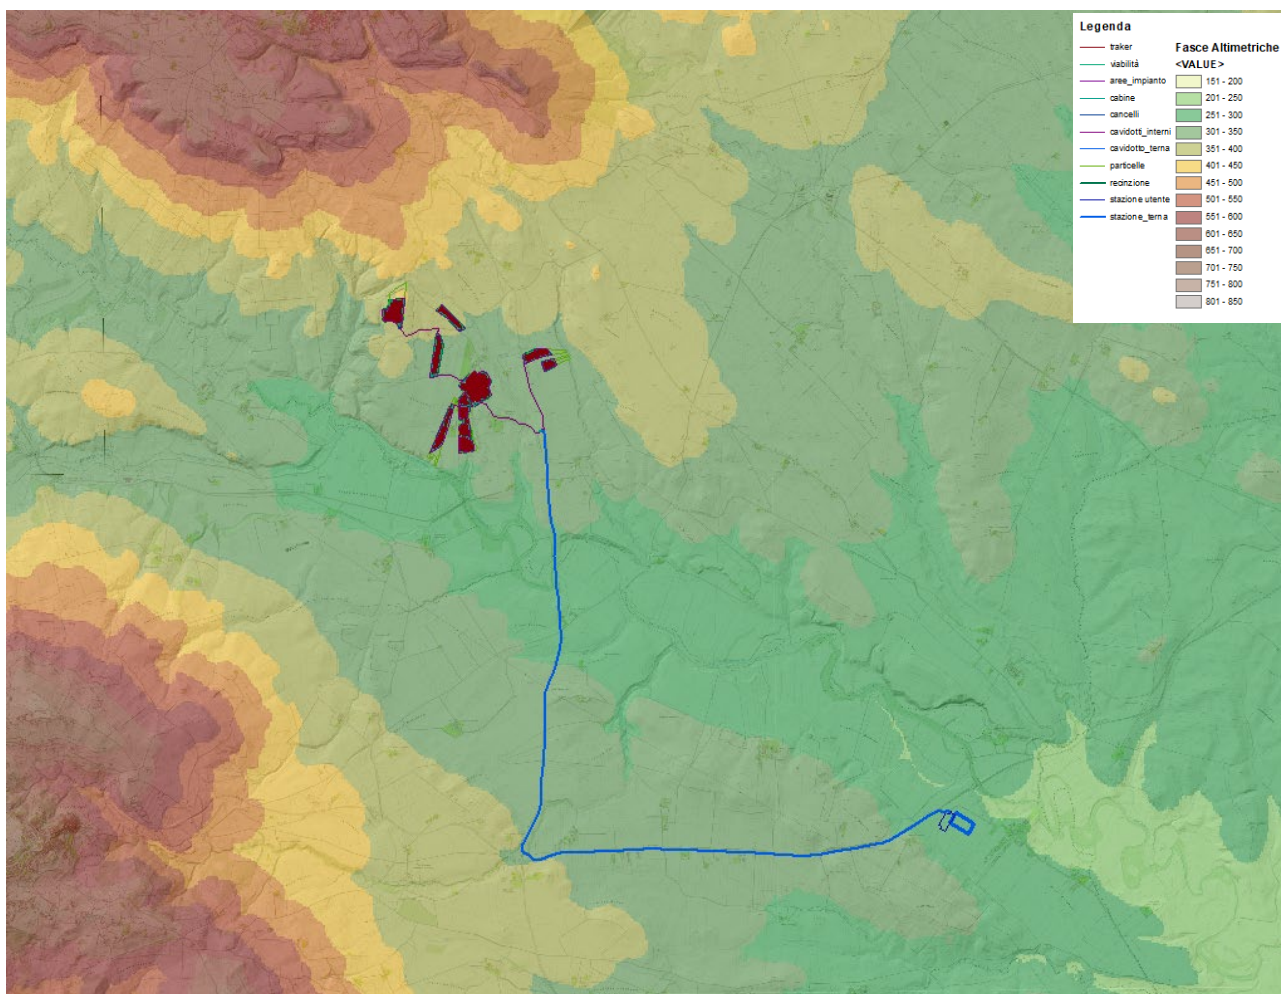 Legenda
traker
viabilità
aree_impianto
cabine
cancelli
cavidotti_interni
cavidotto_terna
particelle
recinzione
stazione utente
stazione_terna
Fasce Altimetriche
<VALUE>
151 - 200
201 - 250
251 - 300
301 - 350
351 - 400
401 - 450
451 - 500
501 - 550
551 - 600
601 - 650
651 - 700
701 - 750
751 - 800
801 - 850